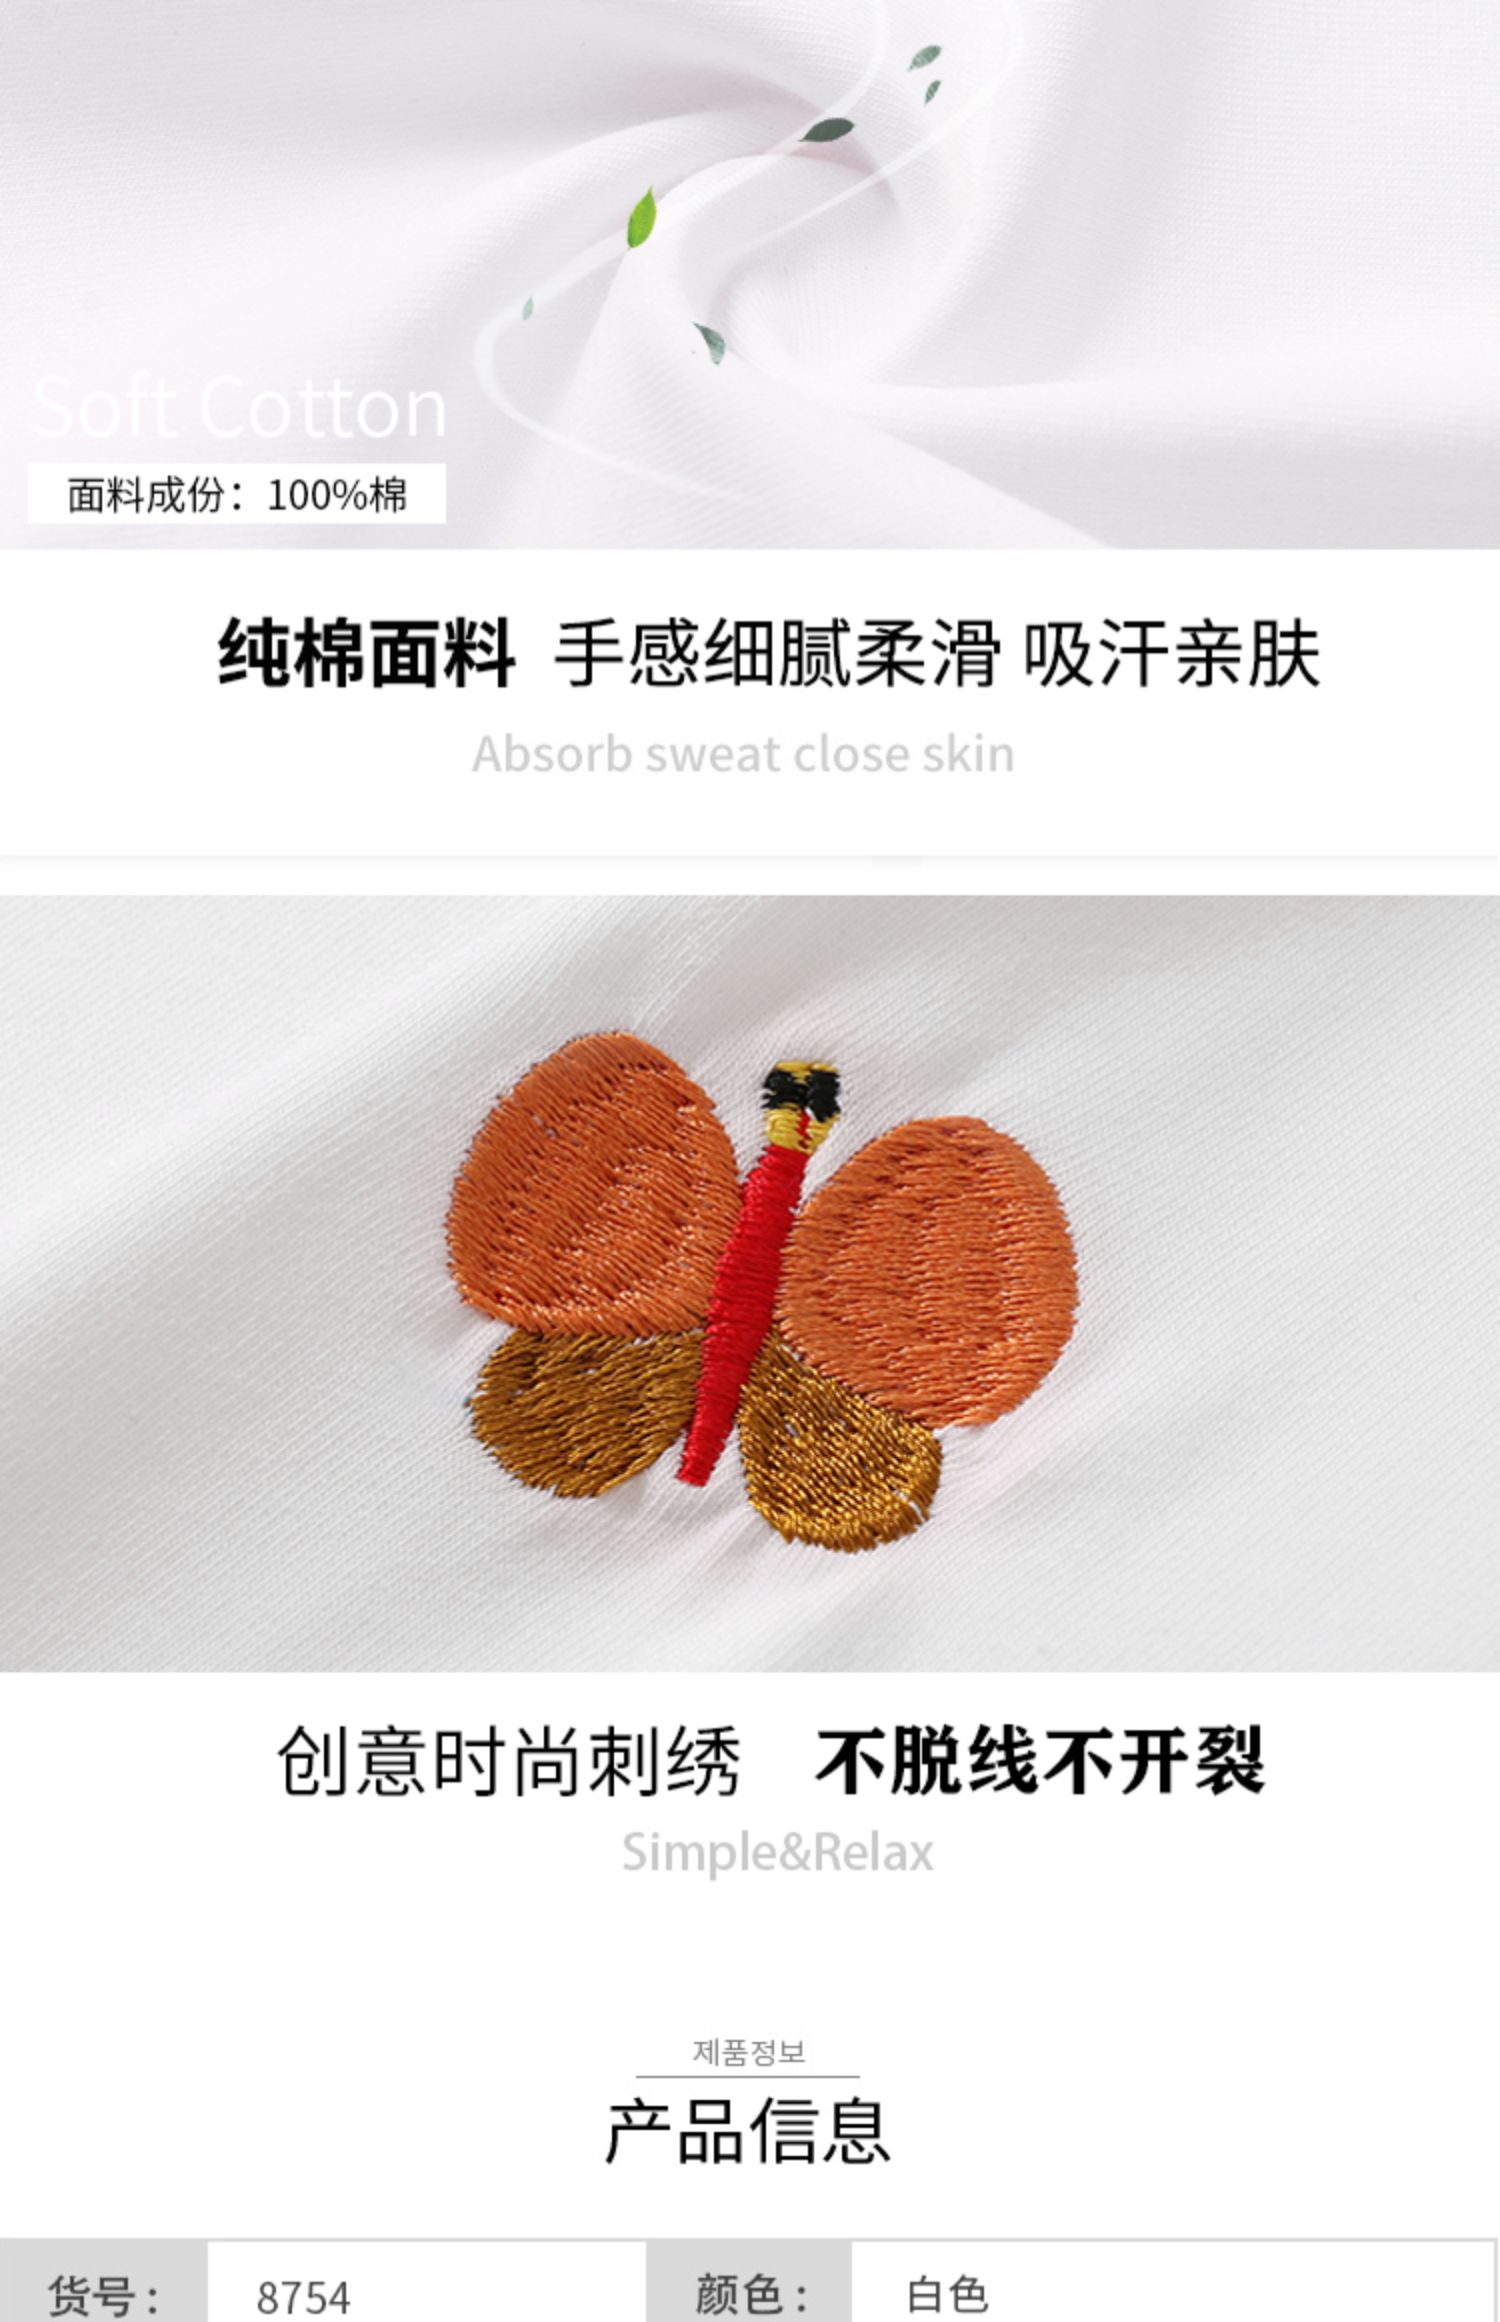 Soft Cotton
面料成份：100%棉
纯棉面料 手感细腻柔滑 吸汗亲肤
Absorb sweat close skin
创意时尚刺绣 不脱线不开裂
Simple&Relax
제품정보
产品信息
货号： 8754 颜色： 白色